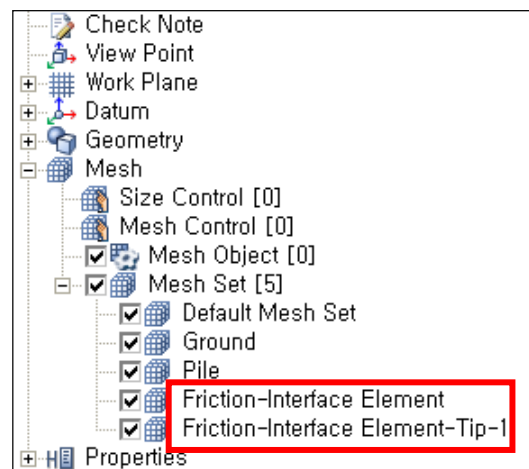 Check Note
View Point
Work Plane
Datum
Geometry
Mesh
Size Control [0]
Mesh Control [0]
Mesh Object [0]
Mesh Set [5]
Default Mesh Set
Ground
Pile
Friction-Interface Element
Friction-Interface Element-Tip-1
Properties